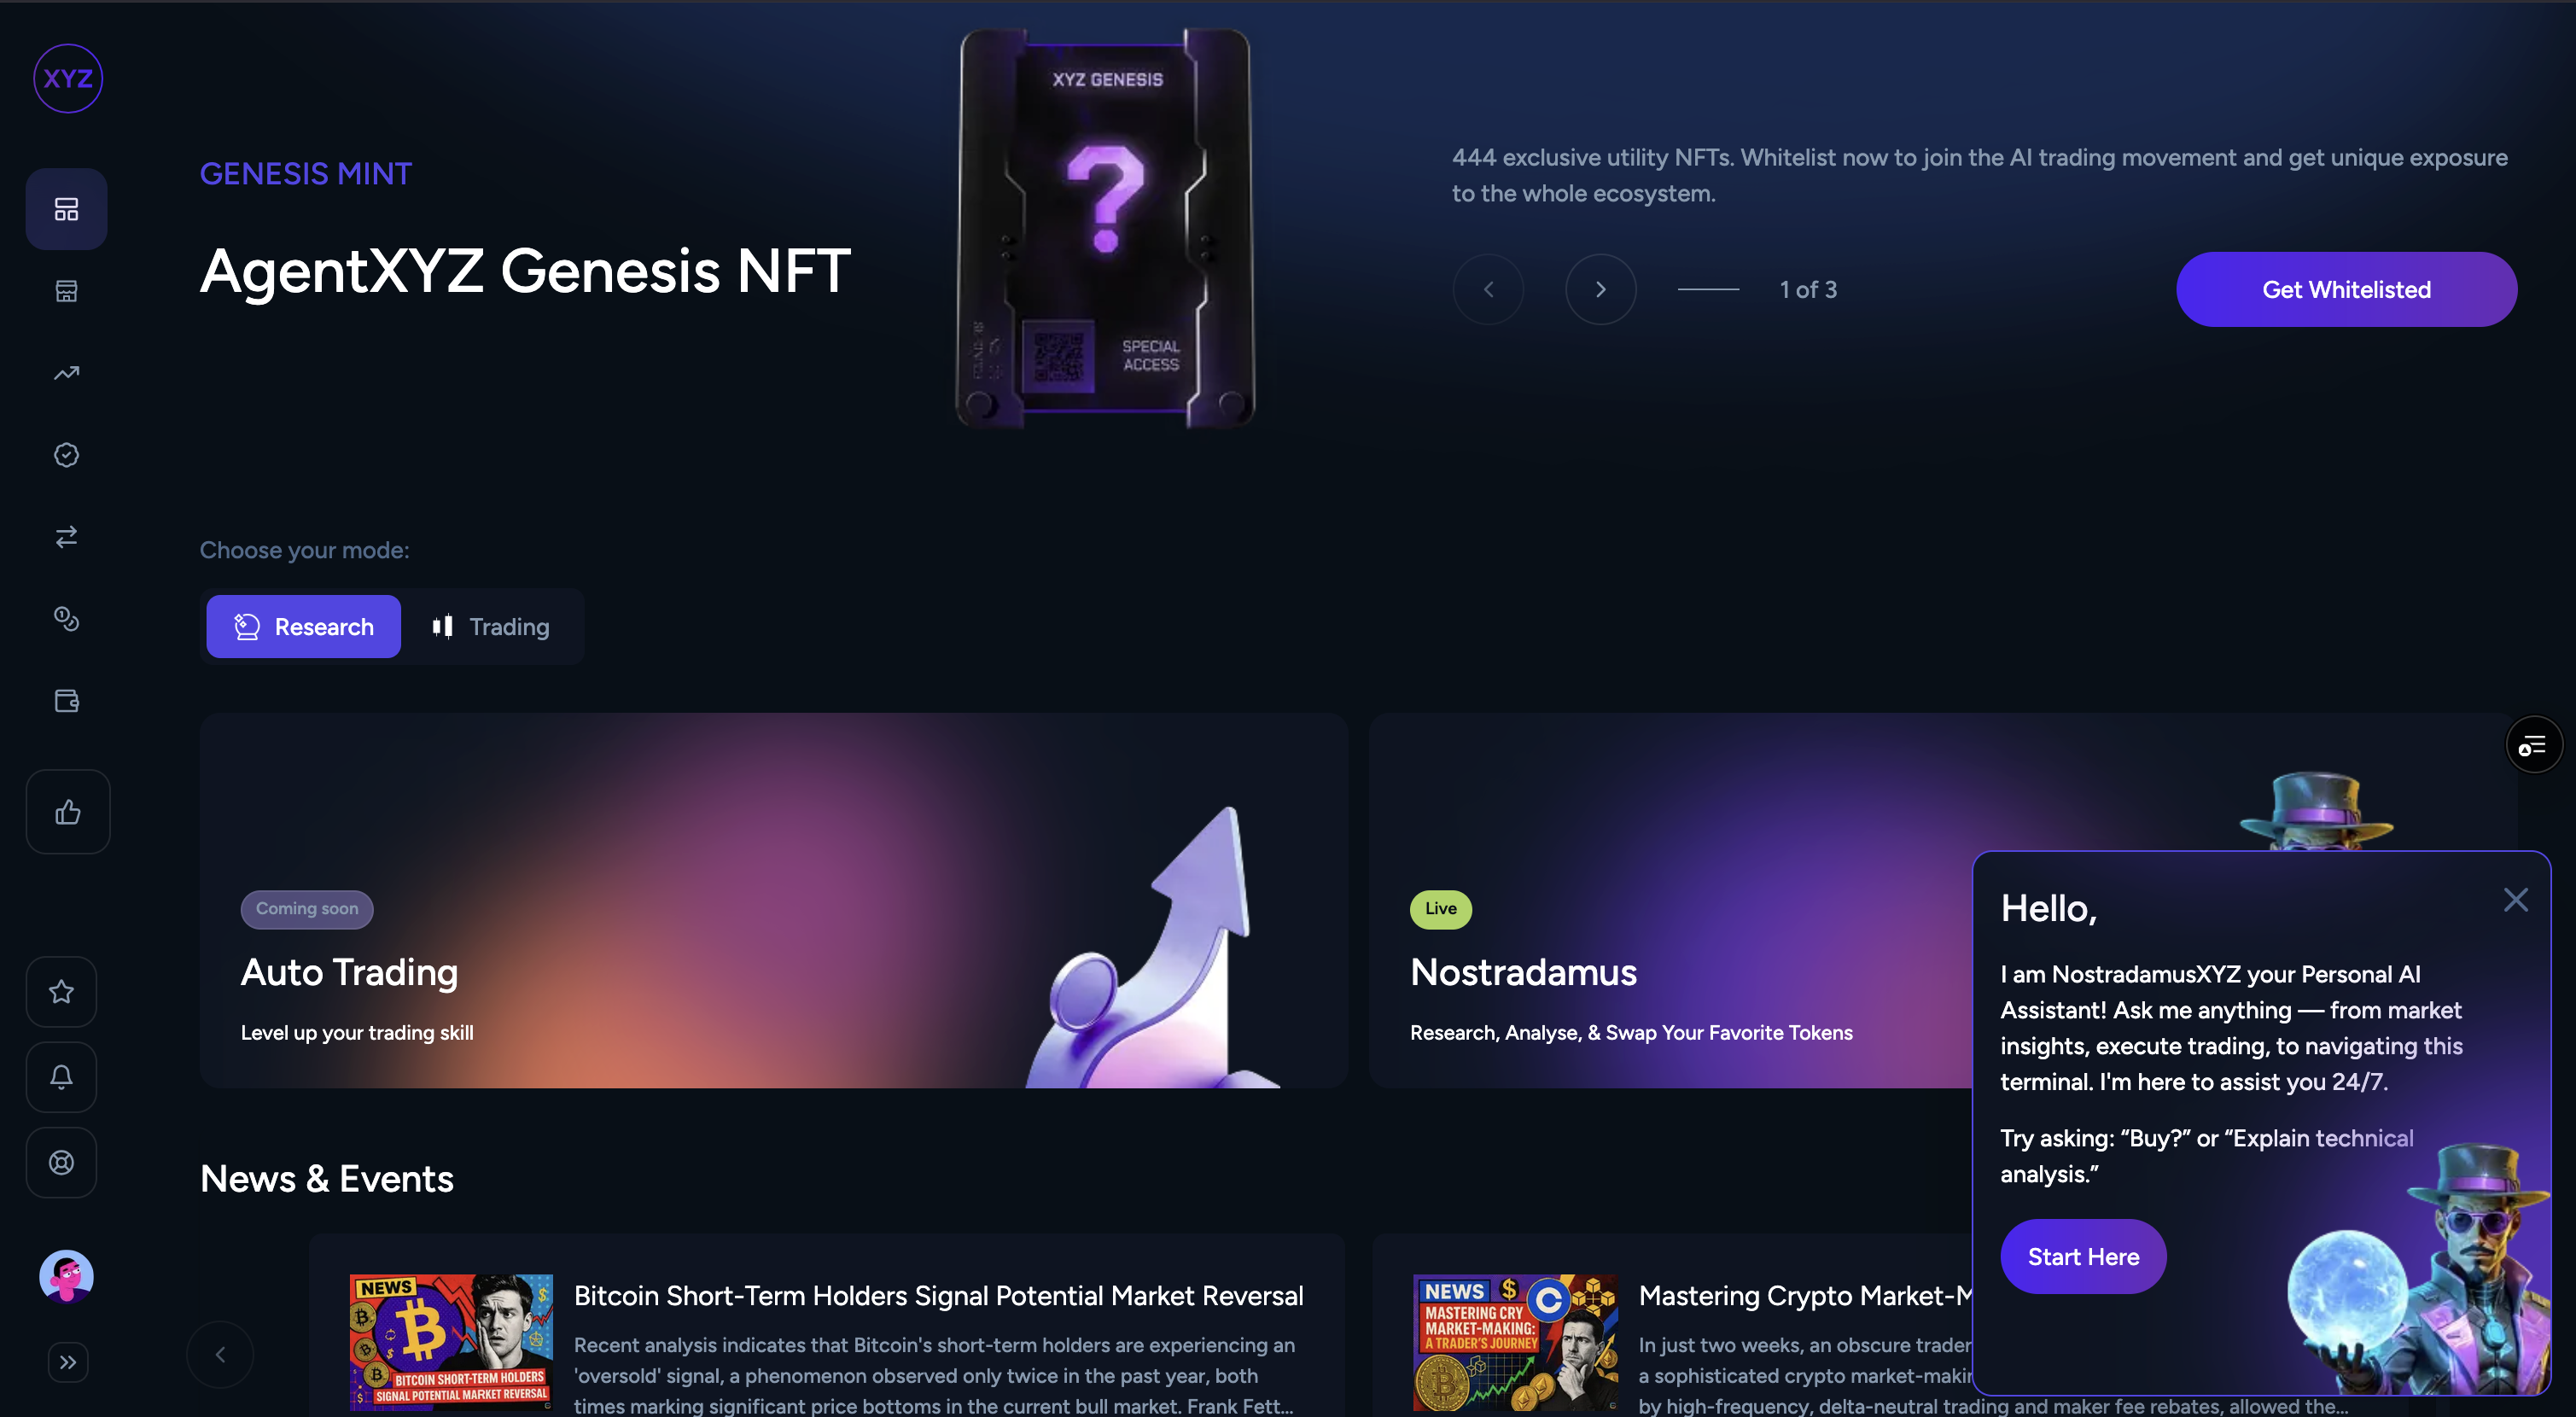 XYZ
GENESIS MINT
AgentXYZ Genesis NFT
XYZ GENESIS
?
SPECIAL
ACCESS
444 exclusive utility NFTs. Whitelist now to join the AI trading movement and get unique exposure
to the whole ecosystem.
1 of 3
Get Whitelisted
Choose your mode:
Research
Trading
Coming soon
Auto Trading
Level up your trading skill
Live
Nostradamus
Research, Analyse, & Swap Your Favorite Tokens
Hello,
I am NostradamusXYZ your Personal AI
Assistant! Ask me anything — from market
insights, execute trading, to navigating this
terminal. I'm here to assist you 24/7.
Try asking: “Buy?” or “Explain technical
analysis.”
Start Here
News & Events
NEWS
BITCOIN SHORT-TERM HOLDERS
SIGNAL POTENTIAL MARKET REVERSAL
Bitcoin Short-Term Holders Signal Potential Market Reversal
Recent analysis indicates that Bitcoin's short-term holders are experiencing an
'oversold' signal, a phenomenon observed only twice in the past year, both
times marking significant price bottoms in the current bull market. Frank Fett...
NEWS
MASTERING CRY
MARKET-MAKING:
A TRADER'S JOURNEY
Mastering Crypto Market-M
In just two weeks, an obscure trader
a sophisticated crypto market-makin
by high-frequency, delta-neutral trading and maker fee rebates, allowed the...